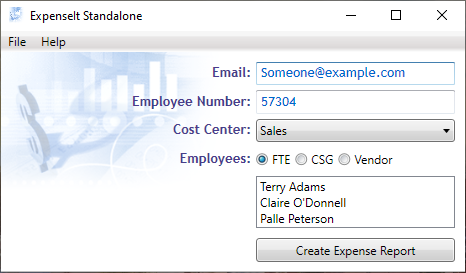 ExpenseIt Standalone
File Help
Email: Someone@example.com
Employee Number: 57304
Cost Center: Sales
Employees: FTE CSG Vendor
Terry Adams
Claire O'Donnell
Palle Peterson
Create Expense Report